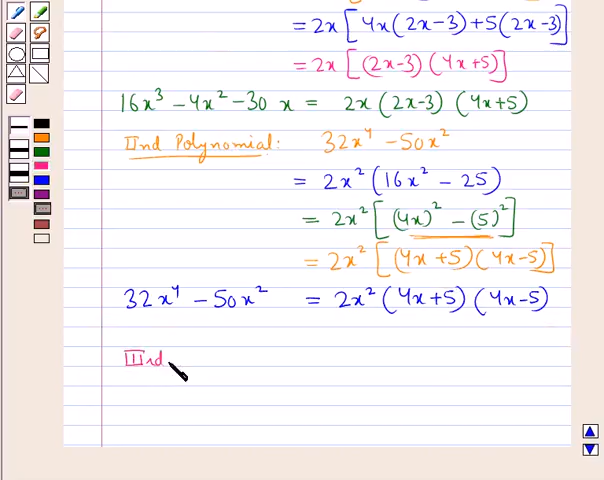 = 2x [4x(2x-3)+5(2x-3)]
= 2x [(2x-3) (4x+5)]
16x³ - 4x² - 30 x = 2x (2x-3) (4x+5)
IInd Polynomial: 32x⁴ - 50x²
= 2x² (16x² - 25)
= 2x² [(4x)² - (5)²]
= 2x² [(4x+5)(4x-5)]
32x⁴ - 50x² = 2x² (4x+5) (4x-5)
IIIrd